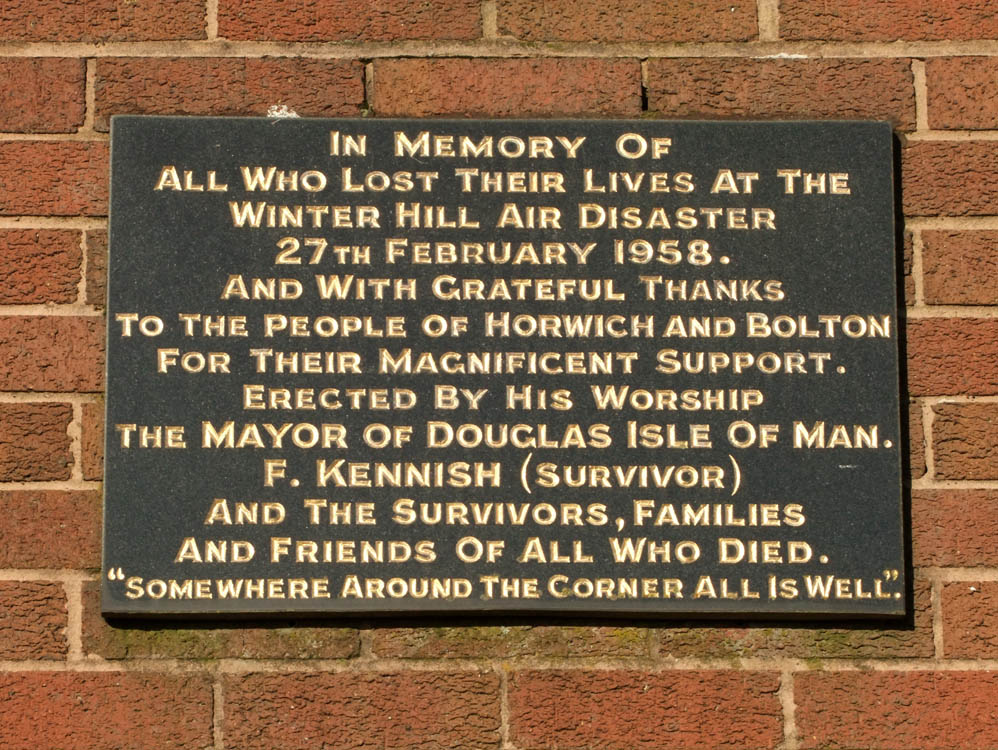 IN MEMORY OF
ALL WHO LOST THEIR LIVES AT THE
WINTER HILL AIR DISASTER
27TH FEBRUARY 1958.
AND WITH GRATEFUL THANKS
TO THE PEOPLE OF HORWICH AND BOLTON
FOR THEIR MAGNIFICENT SUPPORT.
ERECTED BY HIS WORSHIP
THE MAYOR OF DOUGLAS ISLE OF MAN.
F. KENNISH (SURVIVOR)
AND THE SURVIVORS, FAMILIES
AND FRIENDS OF ALL WHO DIED.
“SOMEWHERE AROUND THE CORNER ALL IS WELL”.